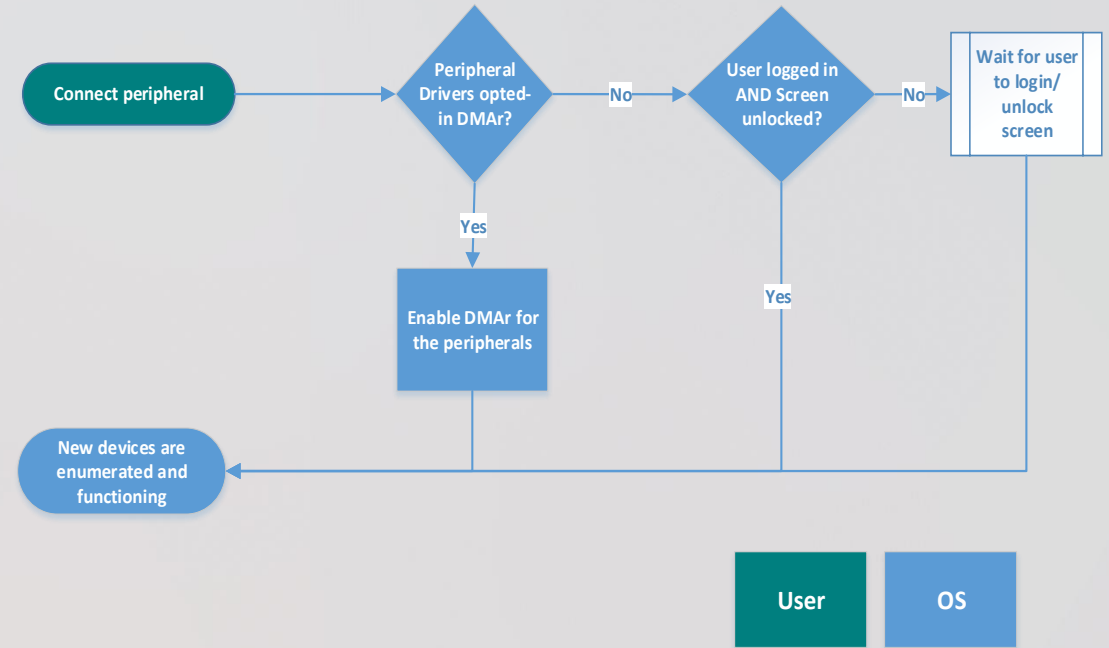 Connect peripheral
Peripheral
Drivers opted-
in DMAr?
No
User logged in
AND Screen
unlocked?
No
Wait for user
to login/
unlock
screen
Yes
Enable DMAr for
the peripherals
Yes
New devices are
enumerated and
functioning
User
OS